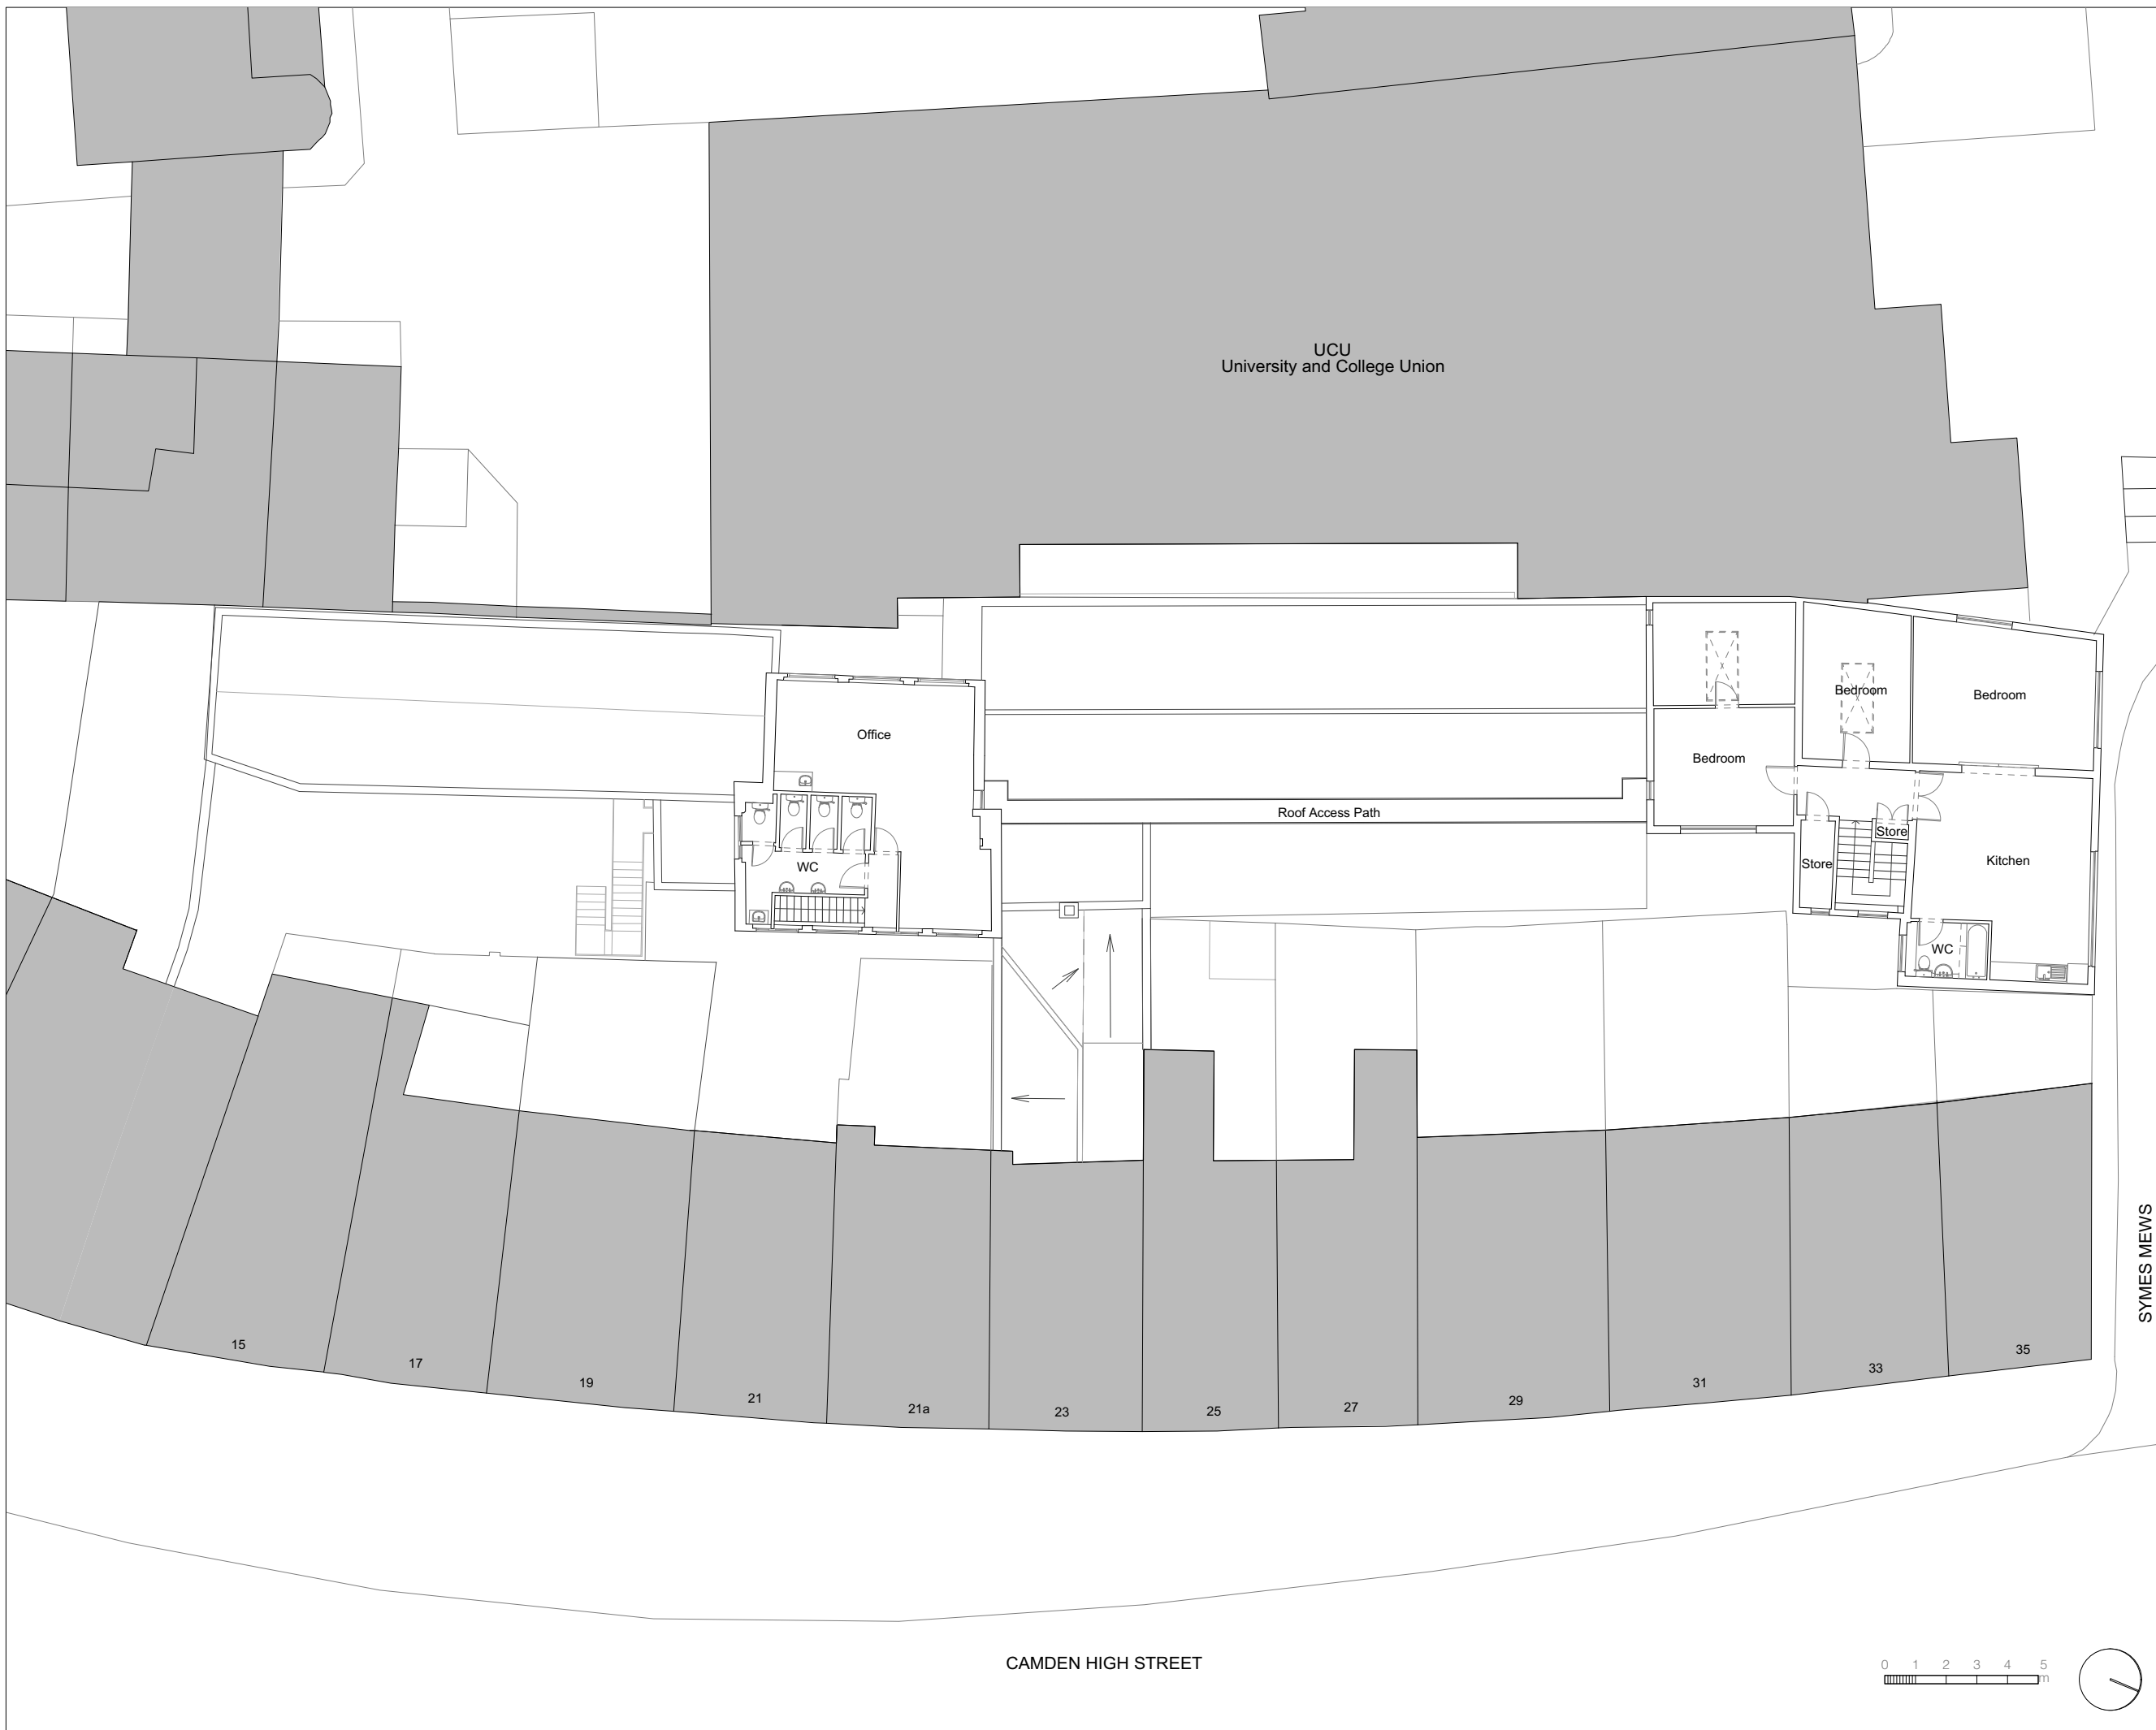 UCU
University and College Union
Bedroom
Bedroom
Office
Bedroom
Roof Access Path
Store
Kitchen
Store
WC
WC
SYMES MEWS
15
17
19
21
21a
23
25
27
29
31
33
35
CAMDEN HIGH STREET
0 1 2 3 4 5
m